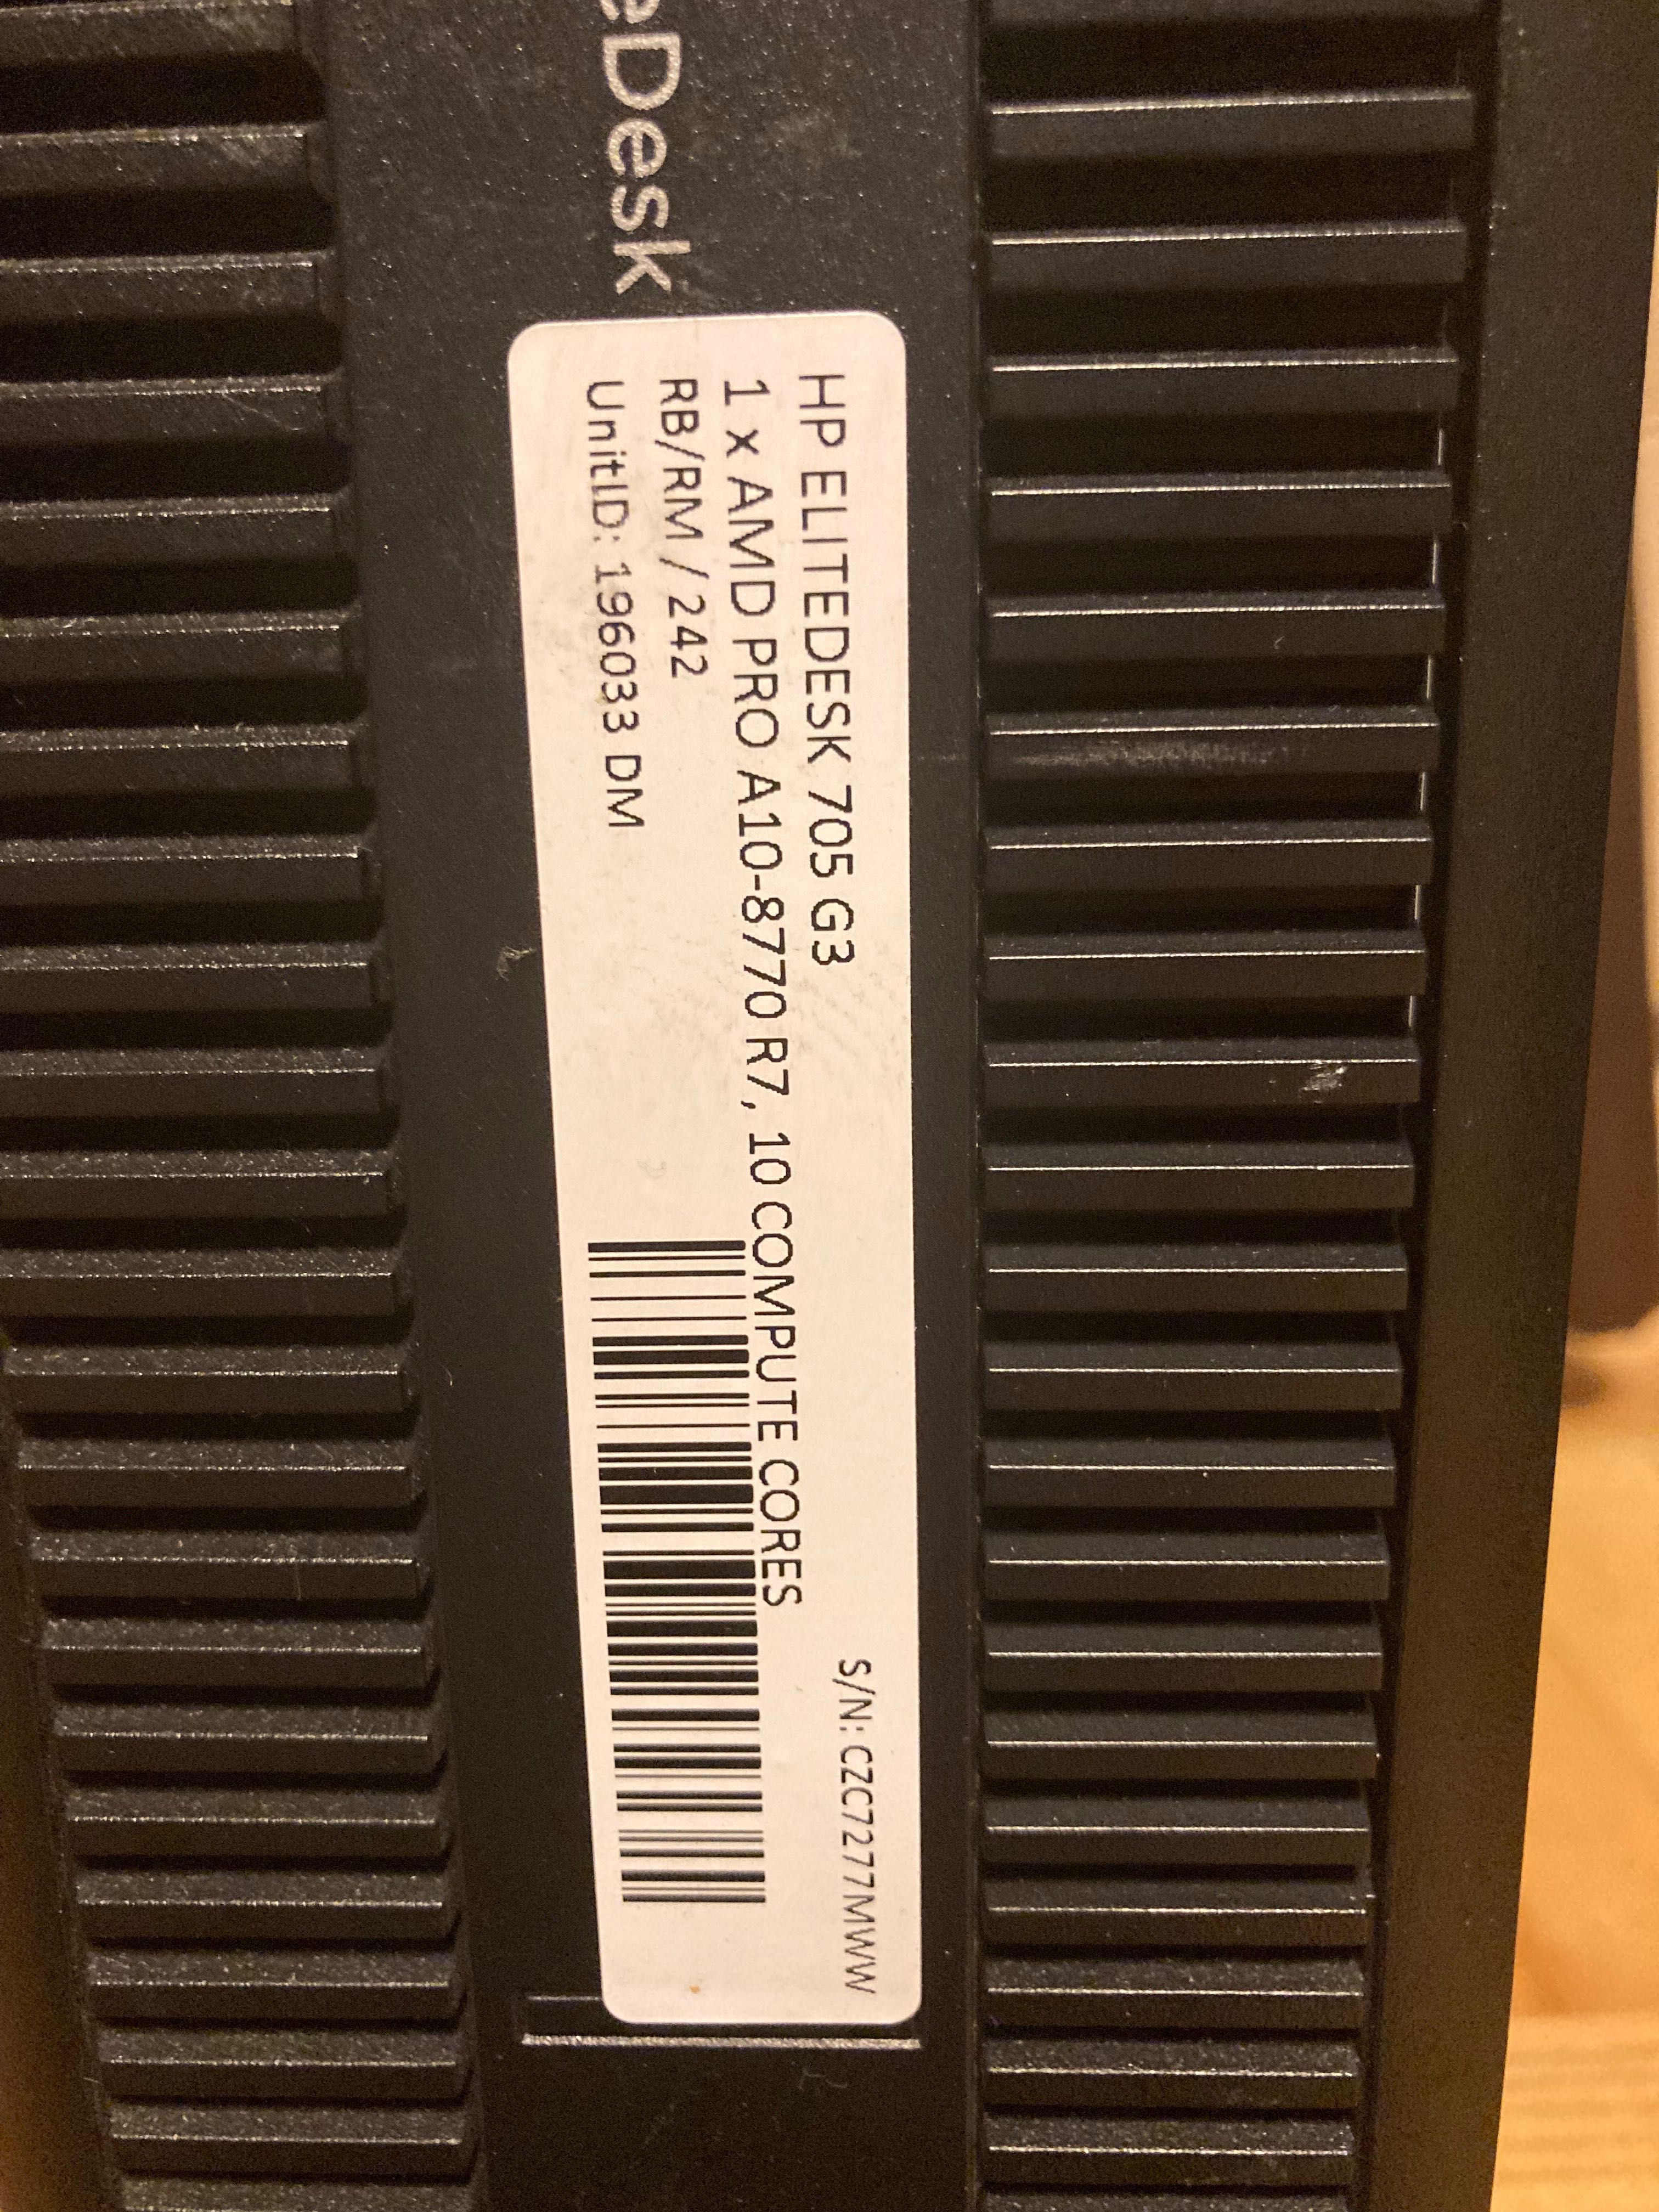 eDesk
HP ELITEDESK 705 G3
S/N: CZC7277MWW
1 x AMD PRO A10-8770 R7, 10 COMPUTE CORES
RB/RM / 242
UnitID: 196033 DM